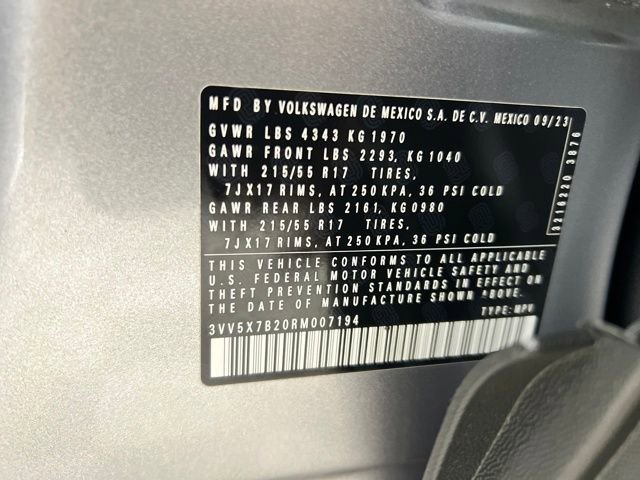 MFD BY VOLKSWAGEN DE MEXICO S.A. DE C.V. MEXICO 09/23
GVWR LBS 4343 KG 1970
GAWR FRONT LBS 2293, KG 1040
WITH 215/55 R17 TIRES,
7JX17 RIMS, AT 250 KPA, 36 PSI COLD
GAWR REAR LBS 2161, KG 0980
WITH 215/55 R17 TIRES,
7JX17 RIMS, AT 250 KPA, 36 PSI COLD
3216220 3876
THIS VEHICLE CONFORMS TO ALL APPLICABLE
U.S. FEDERAL MOTOR VEHICLE SAFETY AND
THEFT PREVENTION STANDARDS IN EFFECT ON
THE DATE OF MANUFACTURE SHOWN ABOVE.
3VV5X7B20RM007194 TYPE: MPV